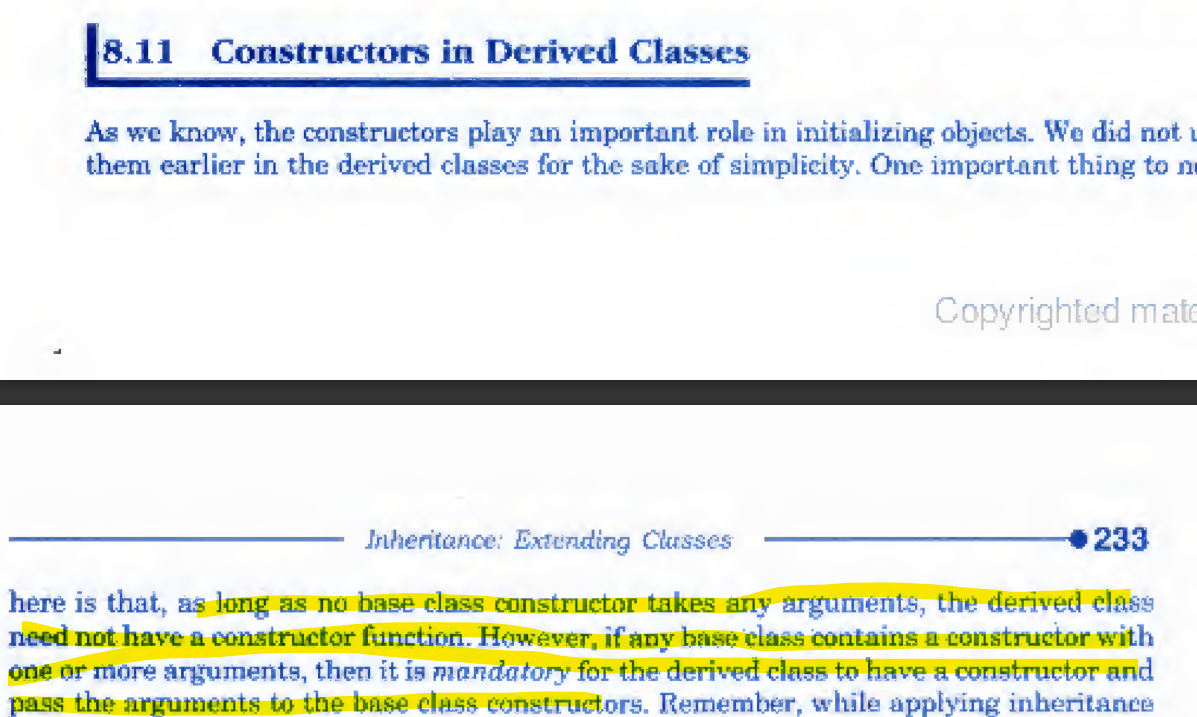 8.11 Constructors in Derived Classes
As we know, the constructors play an important role in initializing objects. We did not
them earlier in the derived classes for the sake of simplicity. One important thing to
Copyrighted
Inheritance: Extending Classes 233
here is that, as long as no base class constructor takes any arguments, the derived class
need not have a constructor function. However, if any base class contains a constructor with
one or more arguments, then it is mandatory for the derived class to have a constructor and
pass the arguments to the base class constructors. Remember, while applying inheritance